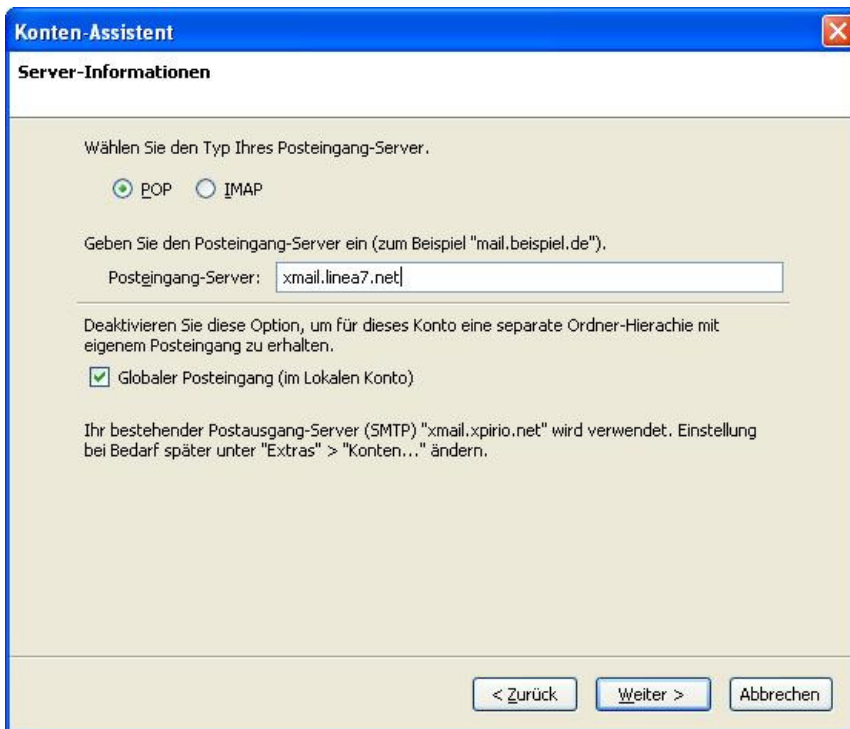 Konten-Assistent
Server-Informationen
Wählen Sie den Typ Ihres Posteingang-Server.
POP IMAP
Geben Sie den Posteingang-Server ein (zum Beispiel "mail.beispiel.de").
Posteingang-Server: xmail.linea7.net
Deaktivieren Sie diese Option, um für dieses Konto eine separate Ordner-Hierachie mit
eigenem Posteingang zu erhalten.
Globaler Posteingang (im Lokalen Konto)
Ihr bestehender Postausgang-Server (SMTP) "xmail.xpirio.net" wird verwendet. Einstellung
bei Bedarf später unter "Extras" > "Konten..." ändern.
< Zurück Weiter > Abbrechen